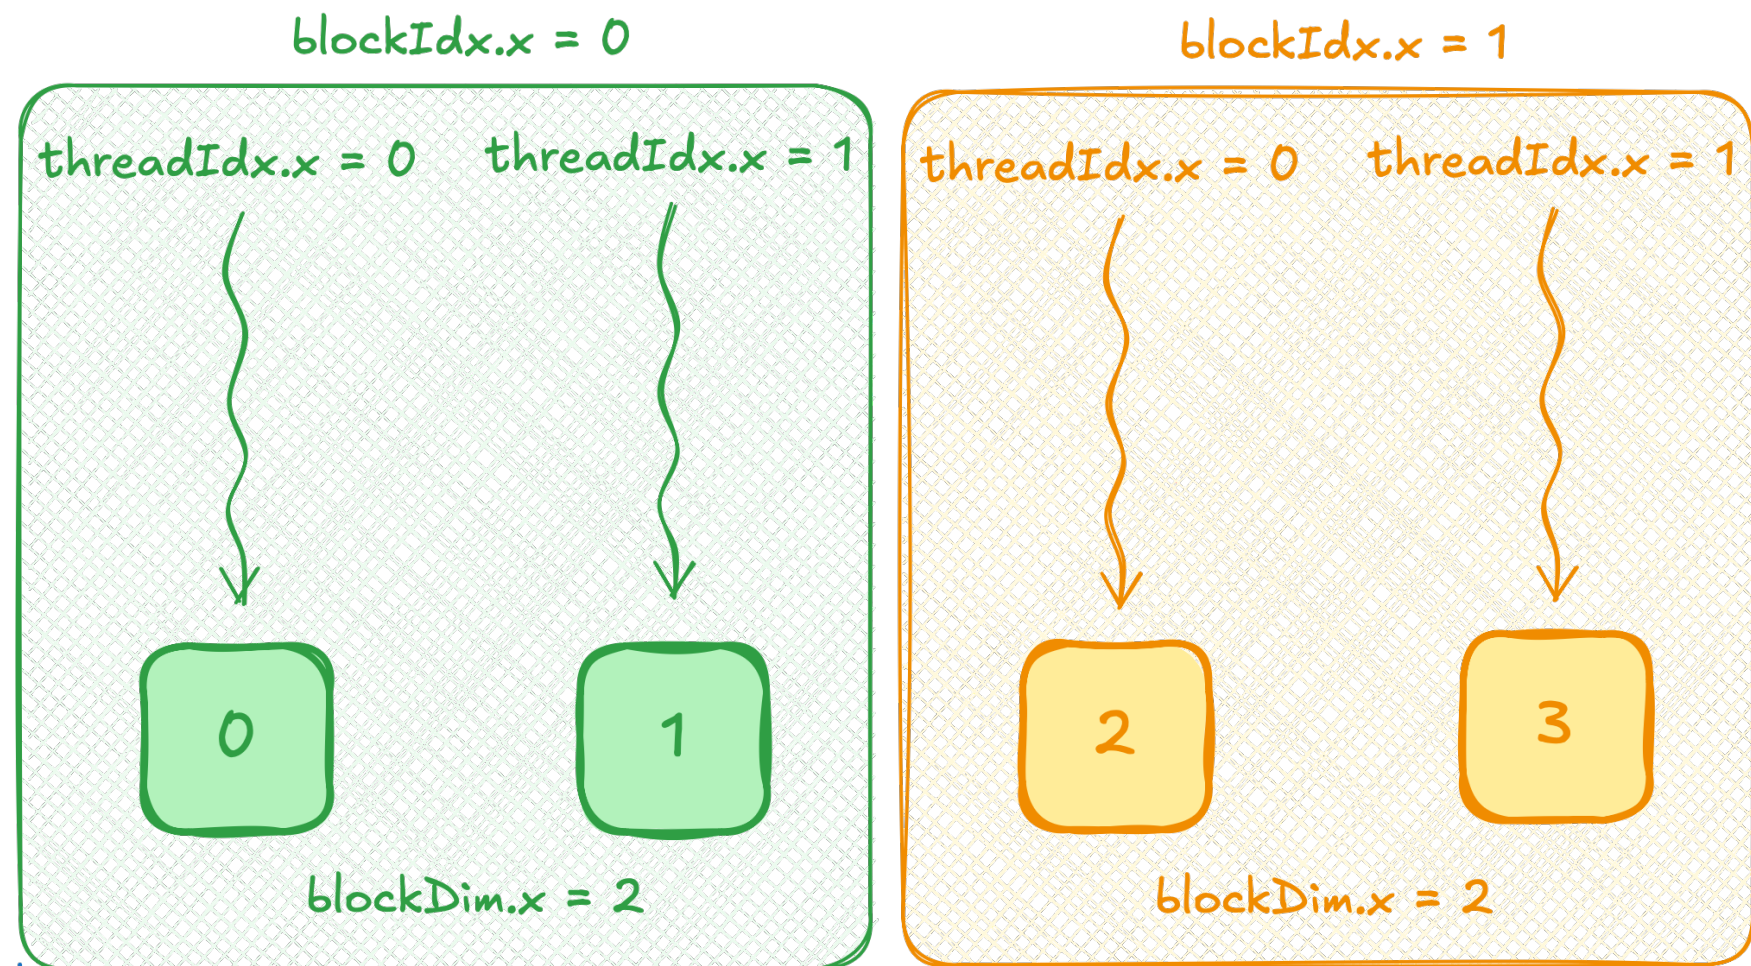 blockIdx.x = 0
threadIdx.x = 0
threadIdx.x = 1
0
1
blockDim.x = 2
blockIdx.x = 1
threadIdx.x = 0
threadIdx.x = 1
2
3
blockDim.x = 2